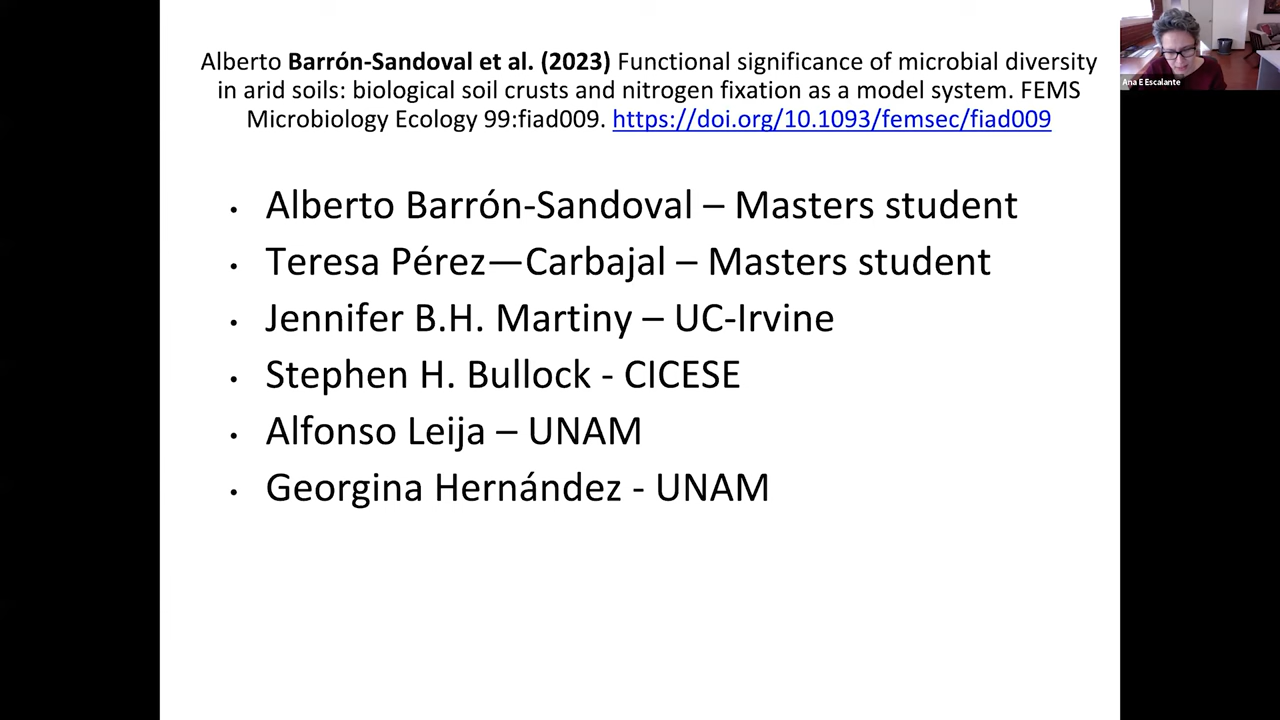 Alberto Barrón-Sandoval et al. (2023) Functional significance of microbial diversity
in arid soils: biological soil crusts and nitrogen fixation as a model system. FEMS
Microbiology Ecology 99:fiad009. https://doi.org/10.1093/femsec/fiad009
Ana E Escalante
• Alberto Barrón-Sandoval – Masters student
• Teresa Pérez—Carbajal – Masters student
• Jennifer B.H. Martiny – UC-Irvine
• Stephen H. Bullock - CICESE
• Alfonso Leija – UNAM
• Georgina Hernández - UNAM